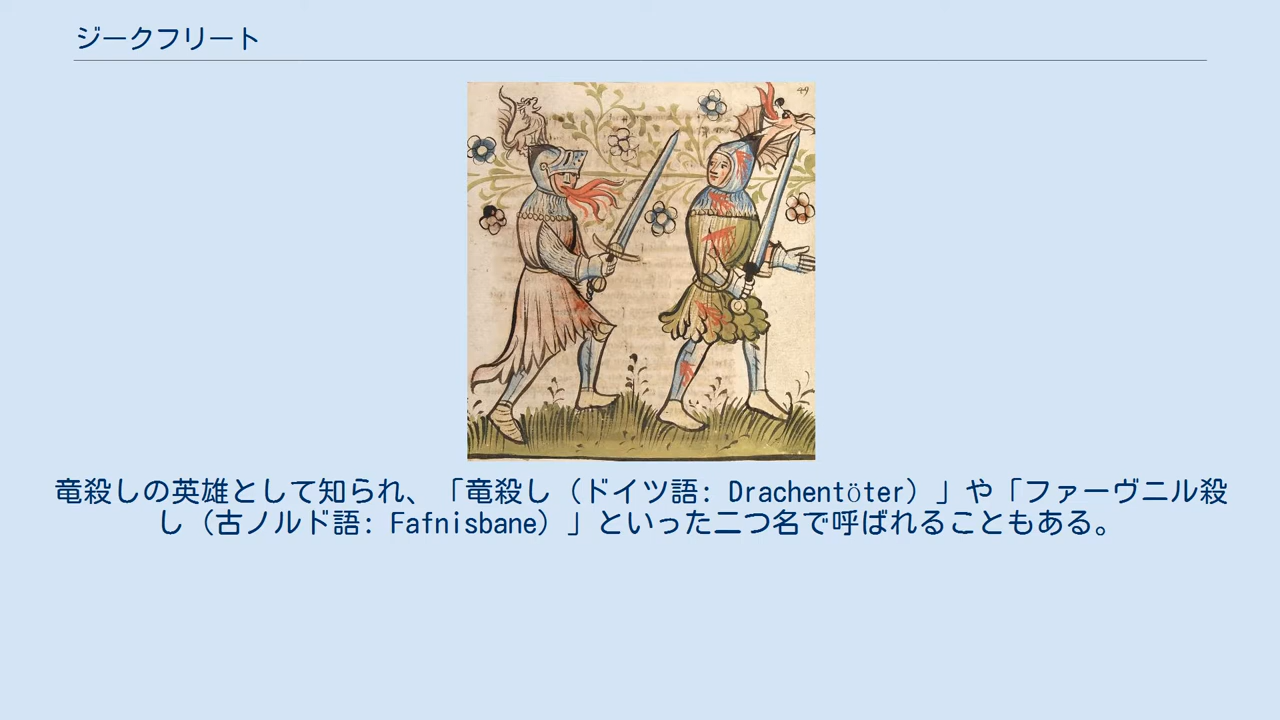 ジークフリート
49
竜殺しの英雄として知られ、「竜殺し（ドイツ語: Drachentöter）」や「ファーヴニル殺
し（古ノルド語: Fafnisbane）」といった二つ名で呼ばれることもある。